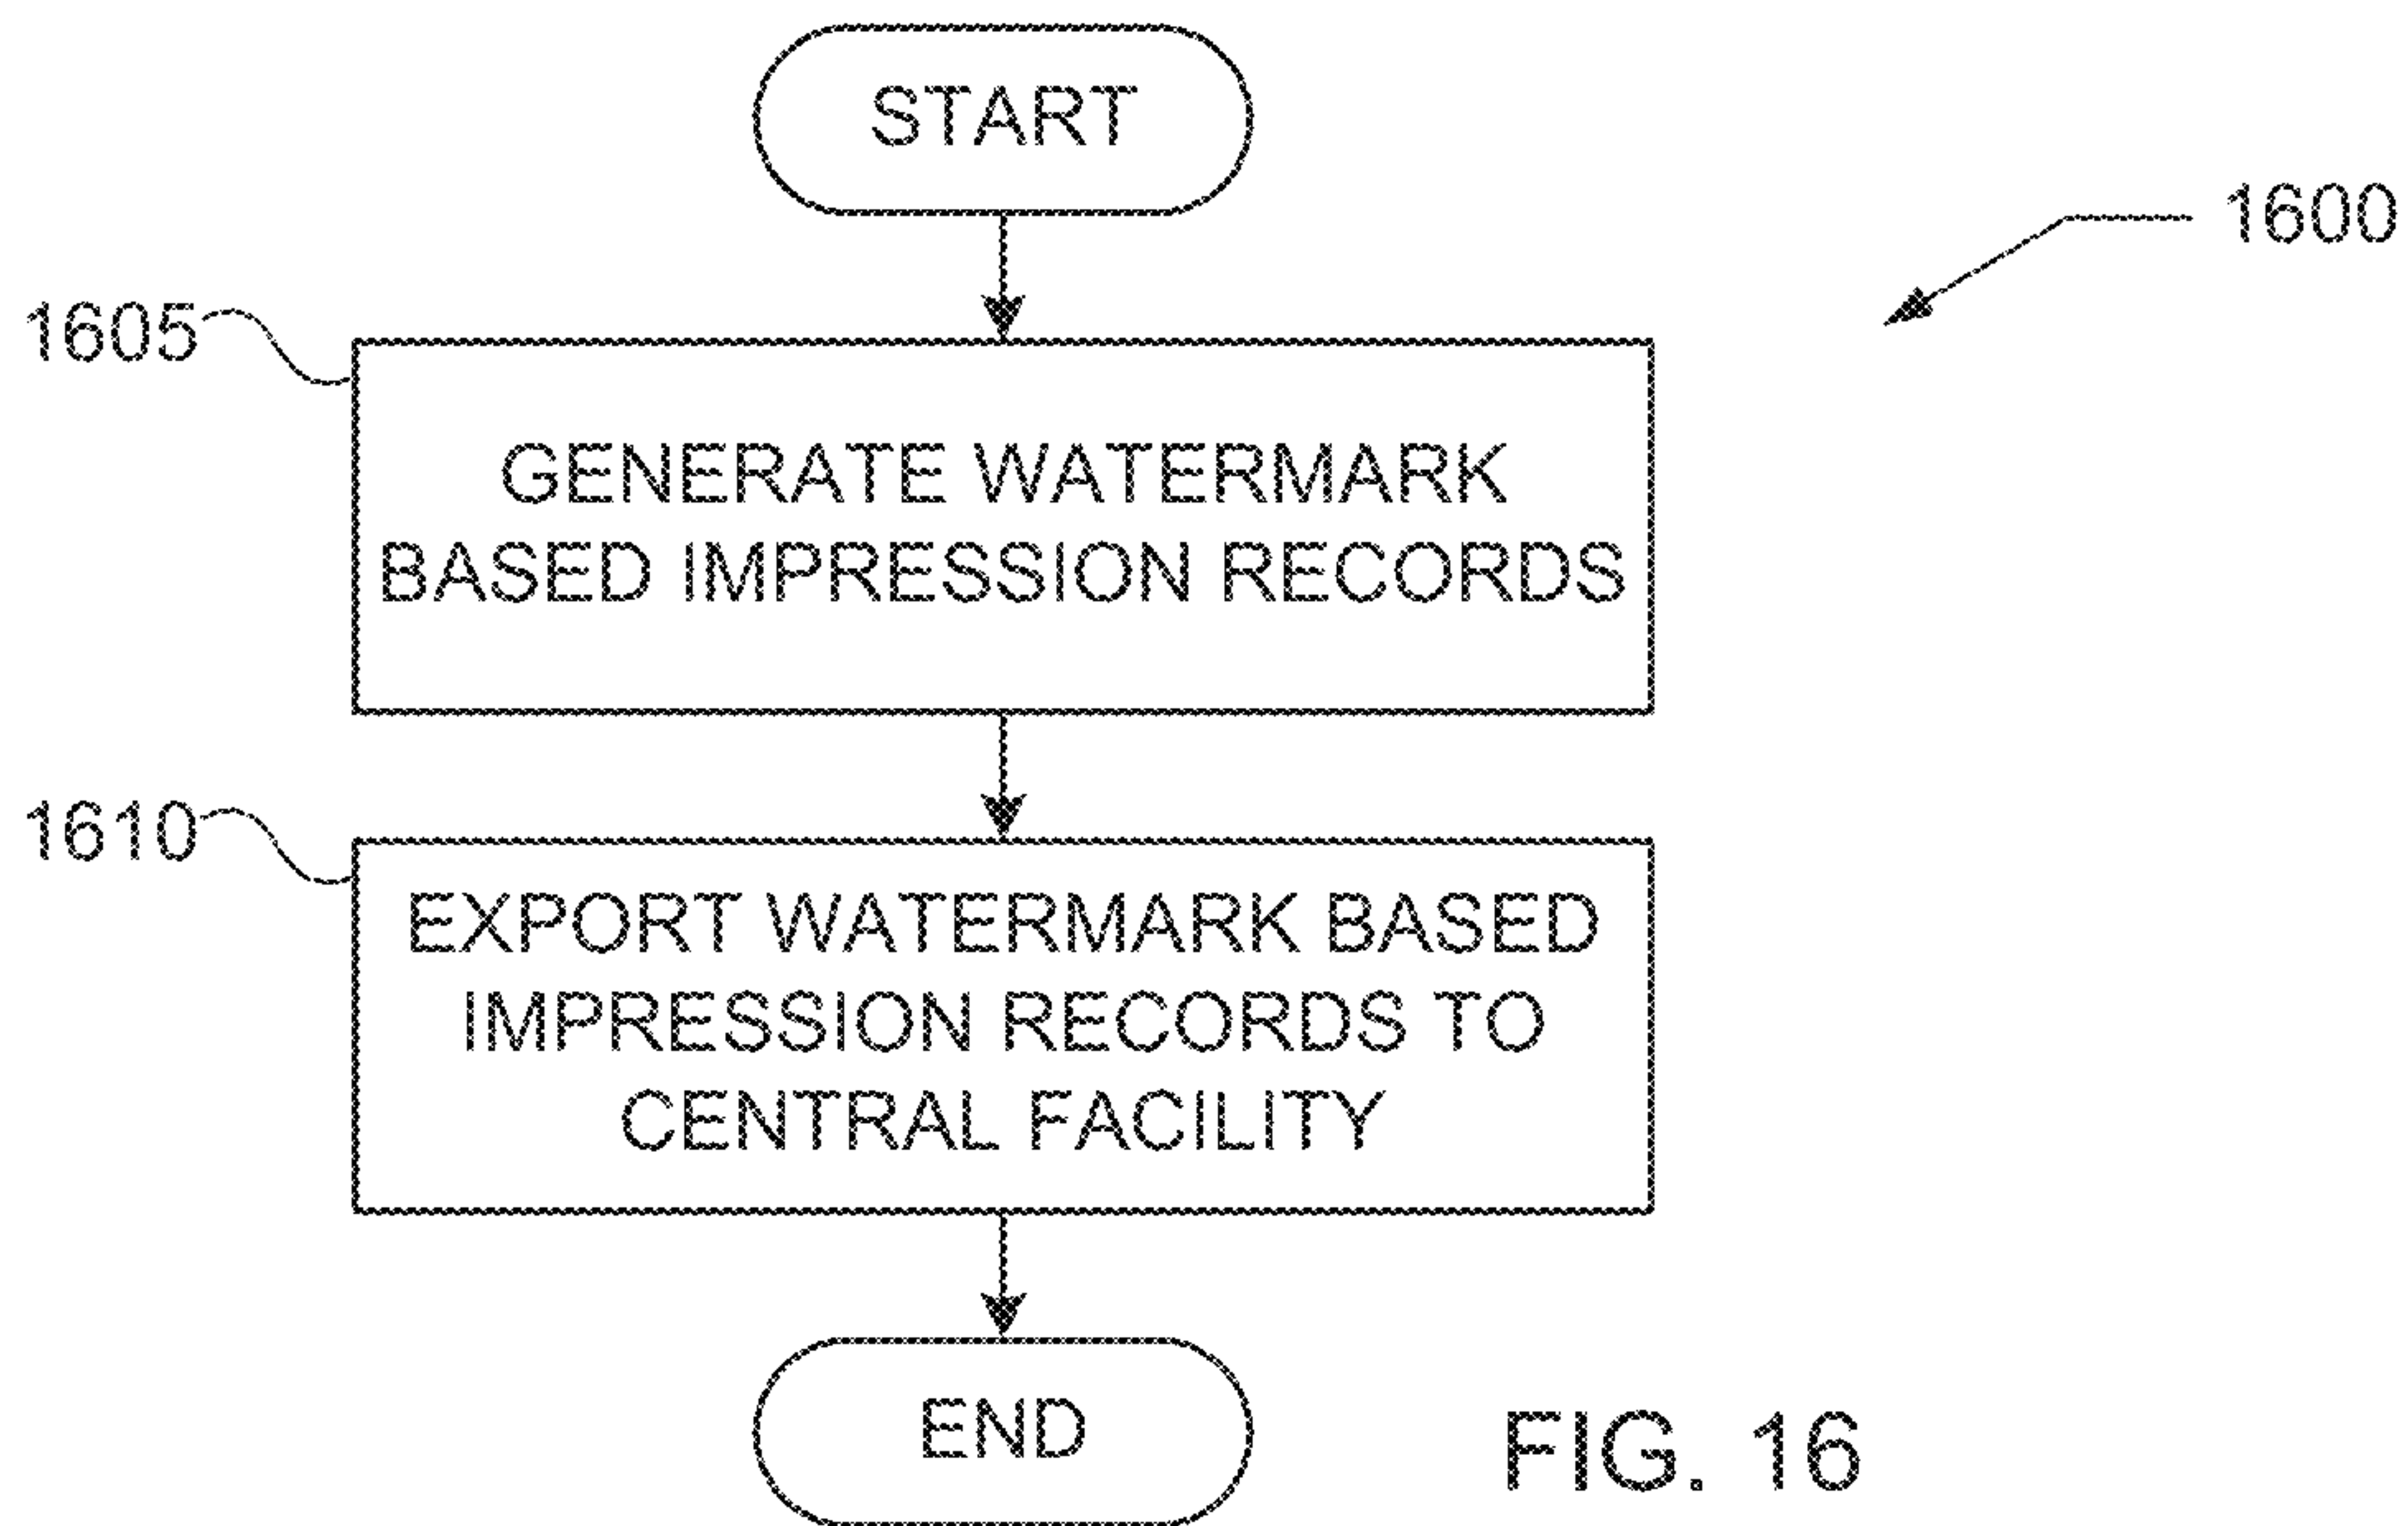 START
1600
1605
GENERATE WATERMARK
BASED IMPRESSION RECORDS
1610
EXPORT WATERMARK BASED
IMPRESSION RECORDS TO
CENTRAL FACILITY
END
FIG. 16